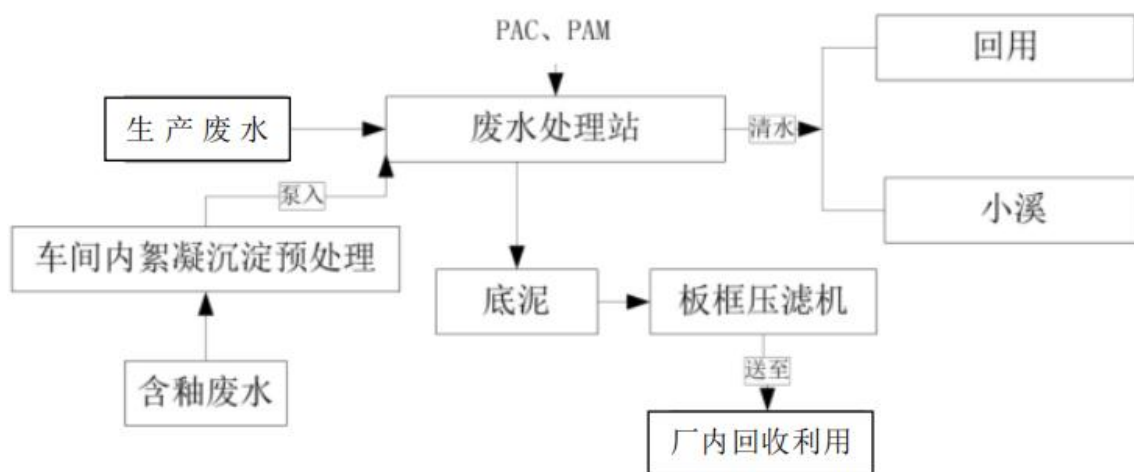 PAC、PAM
回用
生产废水
废水处理站
清水
泵入
小溪
车间内絮凝沉淀预处理
底泥
板框压滤机
含釉废水
送至
厂内回收利用